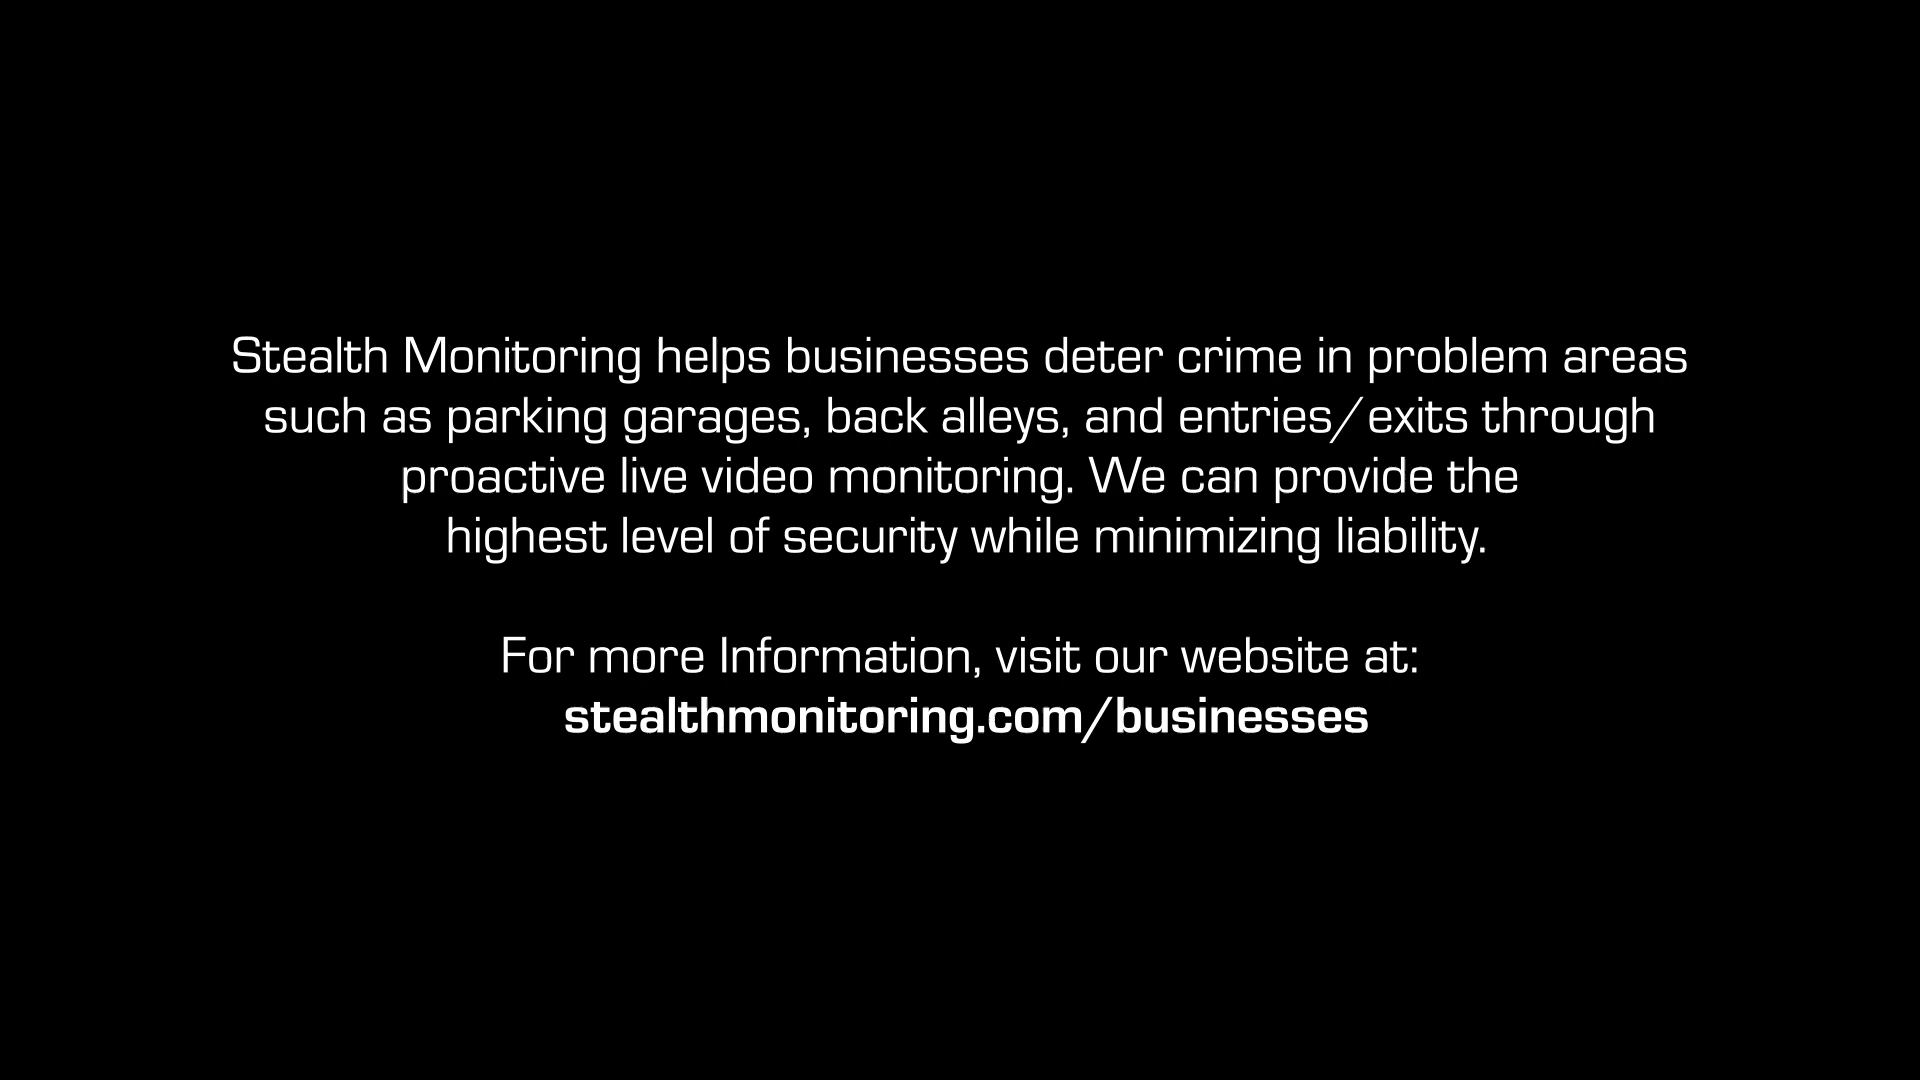 Stealth Monitoring helps businesses deter crime in problem areas
such as parking garages, back alleys, and entries/exits through
proactive live video monitoring. We can provide the
highest level of security while minimizing liability.
For more Information, visit our website at:
stealthmonitoring.com/businesses